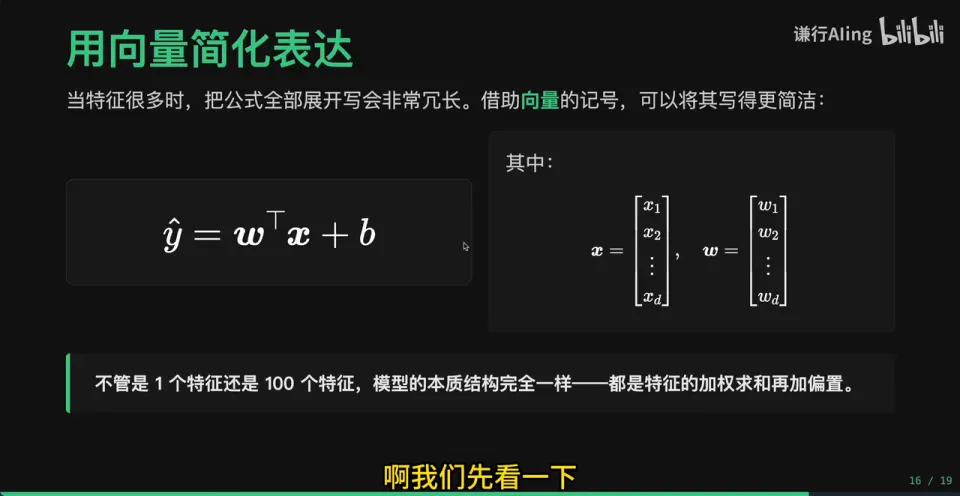 谦行AIing bilibili
用向量简化表达
当特征很多时，把公式全部展开写会非常冗长。借助向量的记号，可以将其写得更简洁：
其中：
ŷ = w⊤x + b
x = [x₁ x₂ ⋮ x_d], w = [w₁ w₂ ⋮ w_d]
不管是 1 个特征还是 100 个特征，模型的本质结构完全一样——都是特征的加权求和再加偏置。
啊我们先看一下
16 / 19